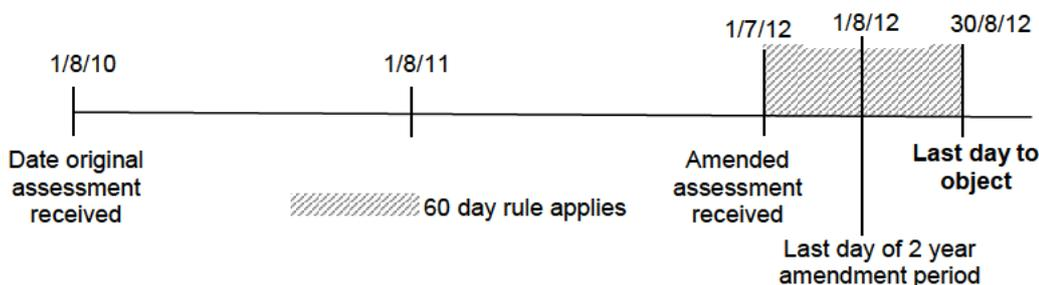 1/8/10
1/8/11
1/7/12
1/8/12
30/8/12
Date original
assessment
received
60 day rule applies
Amended
assessment
received
Last day to
object
Last day of 2 year
amendment period